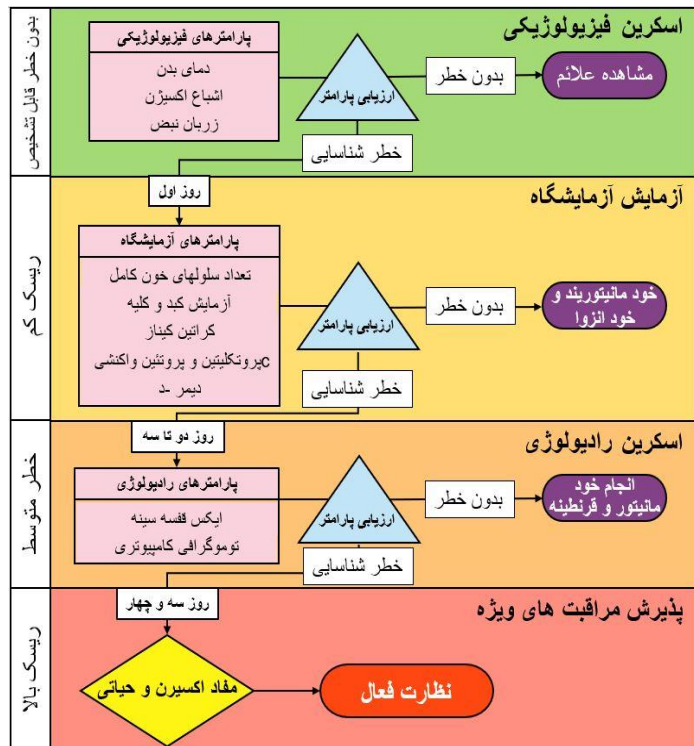 بدون خطر قابل تشخیص
اسکرین فیزیولوژیکی
پارامترهای فیزیولوژیکی
دمای بدن
اشباع اکسیژن
زربان نبض
ارزیابی پارامتر
بدون خطر
مشاهده علائم
خطر شناسایی
روز اول
ریسک کم
آزمایش آزمایشگاه
پارامترهای آزمایشگاه
تعداد سلولهای خون کامل
آزمایش کبد و کلیه
کراتین کیناز
پروتکلیتین و پروتئین واکنشیc
دیمر -د
ارزیابی پارامتر
بدون خطر
خود مانیتوریند و
خود انزوا
خطر شناسایی
روز دو تا سه
خطر متوسط
اسکرین رادیولوژی
پارامترهای رادیولوژی
ایکس قفسه سینه
توموگرافی کامپیوتری
ارزیابی پارامتر
بدون خطر
انجام خود
مانیتور و قرنطینه
خطر شناسایی
روز سه و چهار
ریسک بالا
پذیرش مراقبت های ویژه
مفاد اکسیرن و حیاتی
نظارت فعال